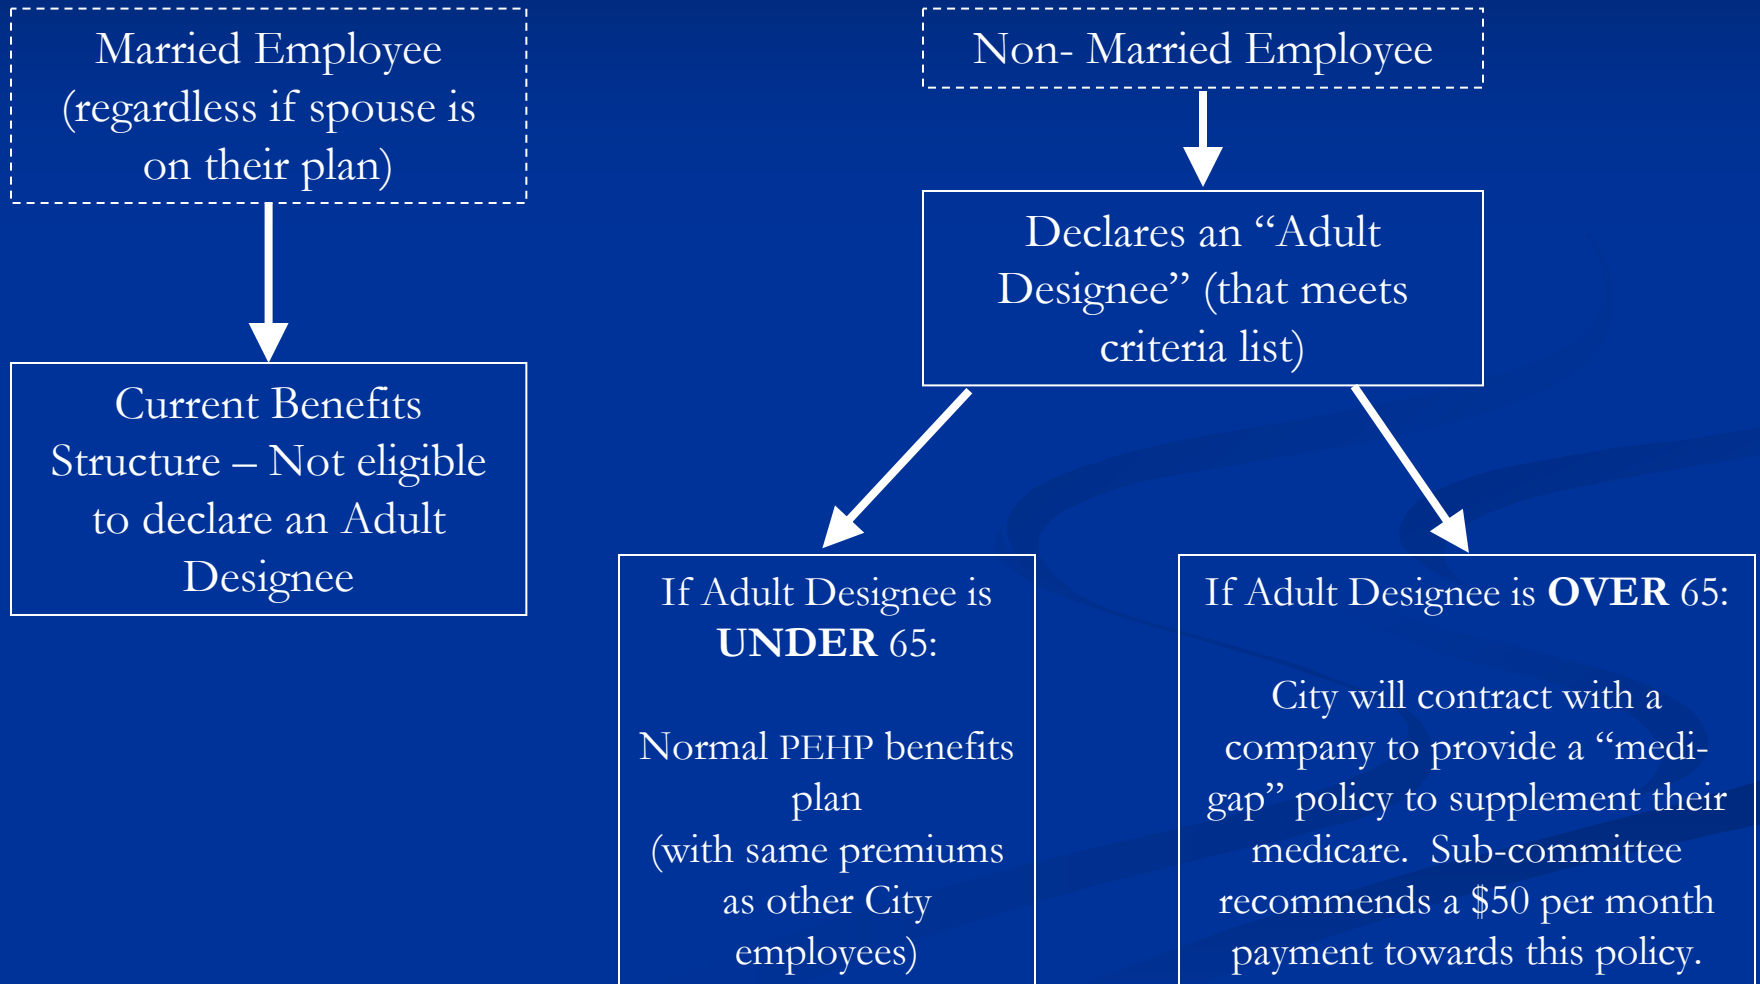 Married Employee
(regardless if spouse is
on their plan)
Current Benefits
Structure – Not eligible
to declare an Adult
Designee
Non- Married Employee
Declares an “Adult
Designee” (that meets
criteria list)
If Adult Designee is
UNDER 65:
Normal PEHP benefits
plan
(with same premiums
as other City
employees)
If Adult Designee is OVER 65:
City will contract with a
company to provide a “medi-
gap” policy to supplement their
medicare.  Sub-committee
recommends a $50 per month
payment towards this policy.